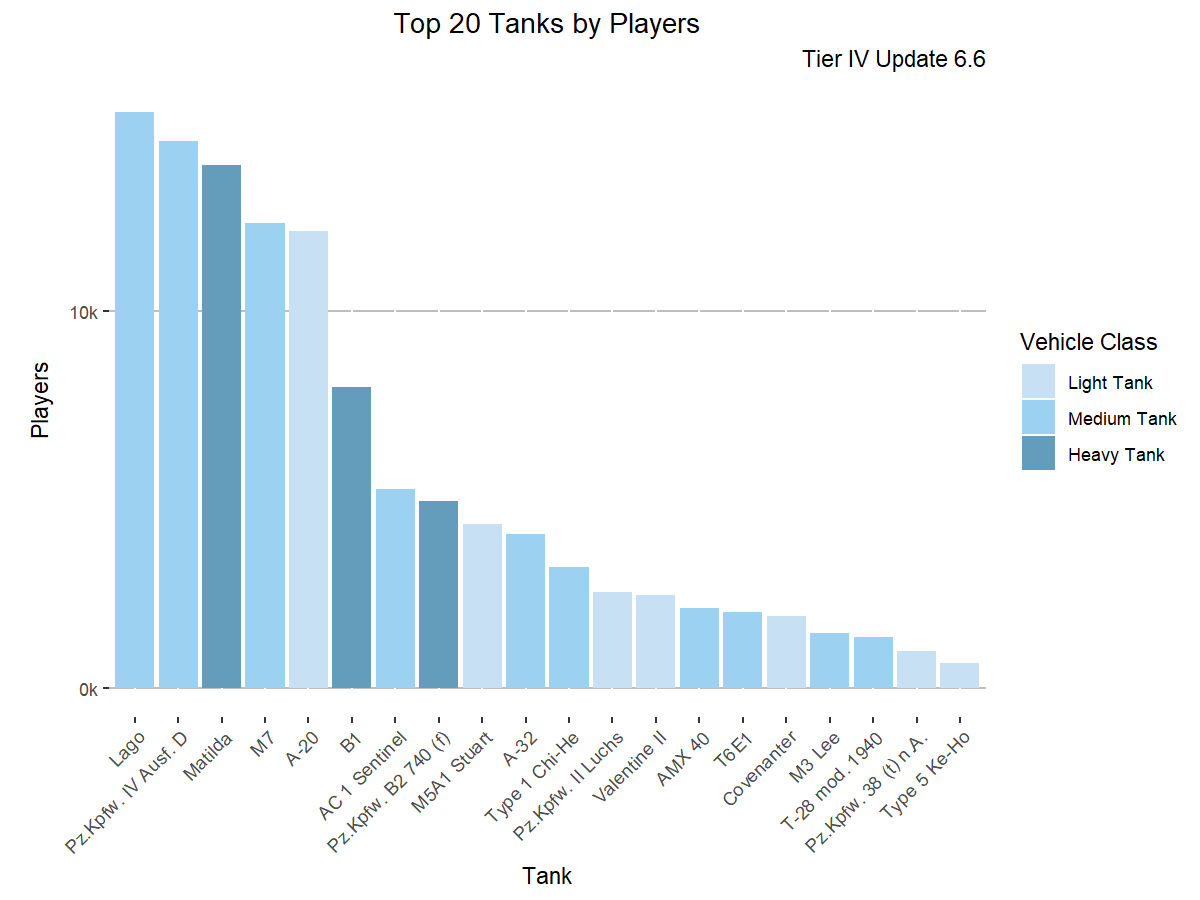 Top 20 Tanks by Players
Tier IV Update 6.6
Players
10k
0k
Lago
Pz.Kpfw. IV Ausf. D
Matilda
M7
A-20
B1
AC 1 Sentinel
Pz.Kpfw. B2 740 (f)
M5A1 Stuart
A-32
Type 1 Chi-He
Pz.Kpfw. II Luchs
Valentine II
AMX 40
T6E1
Covenanter
M3 Lee
T-28 mod. 1940
Pz.Kpfw. 38 (t) n.A.
Type 5 Ke-Ho
Tank
Vehicle Class
Light Tank
Medium Tank
Heavy Tank